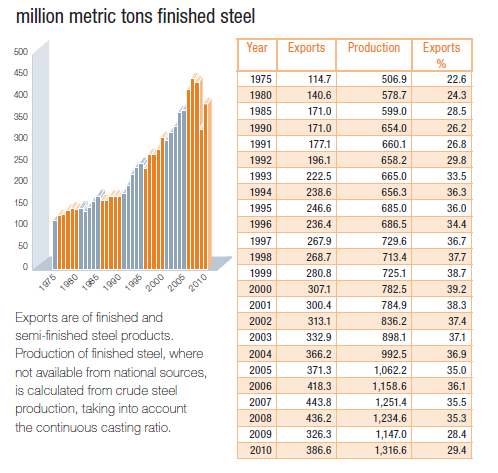 million metric tons finished steel
500
450
400
350
300
250
200
150
100
50
0
1975
1980
1985
1990
1995
2000
2005
2010
Exports are of finished and
semi-finished steel products.
Production of finished steel, where
not available from national sources,
is calculated from crude steel
production, taking into account
the continuous casting ratio.
Year Exports Production Exports
%
1975 114.7 506.9 22.6
1980 140.6 578.7 24.3
1985 171.0 599.0 28.5
1990 171.0 654.0 26.2
1991 177.1 660.1 26.8
1992 196.1 658.2 29.8
1993 222.5 665.0 33.5
1994 238.6 656.3 36.3
1995 246.6 685.0 36.0
1996 236.4 686.5 34.4
1997 267.9 729.6 36.7
1998 268.7 713.4 37.7
1999 280.8 725.1 38.7
2000 307.1 782.5 39.2
2001 300.4 784.9 38.3
2002 313.1 836.2 37.4
2003 332.9 898.1 37.1
2004 366.2 992.5 36.9
2005 371.3 1,062.2 35.0
2006 418.3 1,158.6 36.1
2007 443.8 1,251.4 35.5
2008 436.2 1,234.6 35.3
2009 326.3 1,147.0 28.4
2010 386.6 1,316.6 29.4